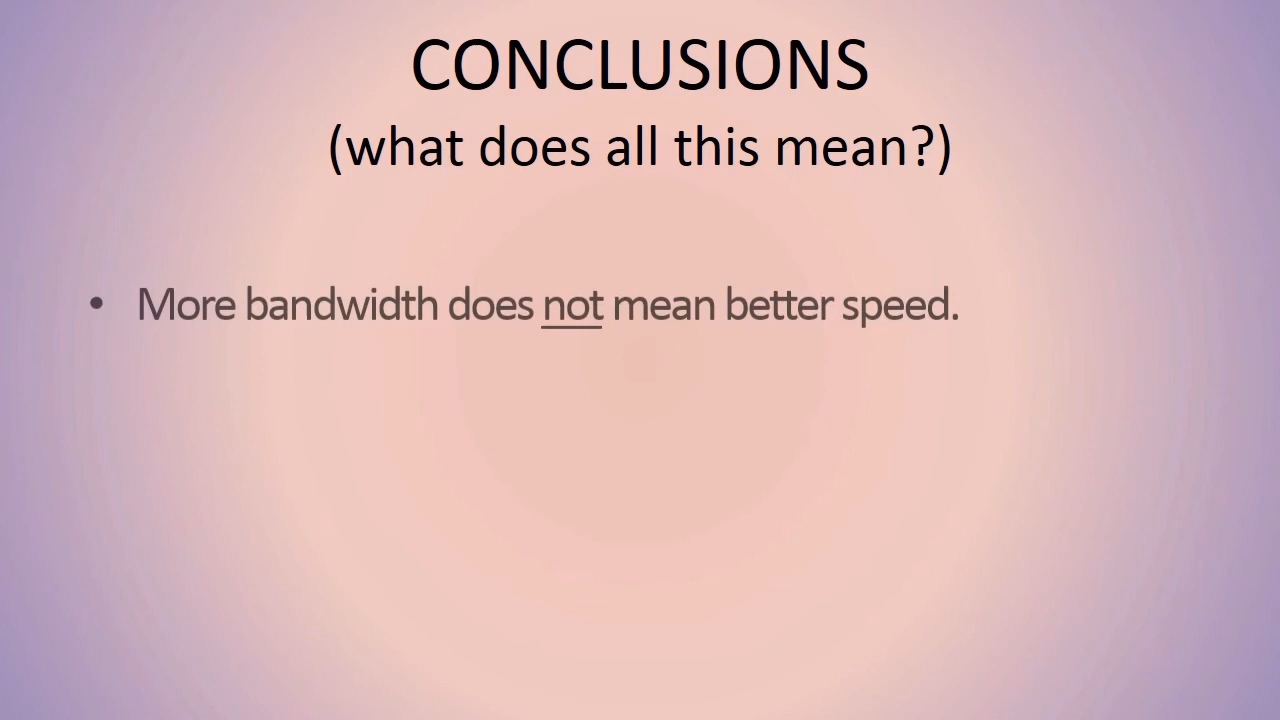 CONCLUSIONS
(what does all this mean?)
• More bandwidth does not mean better speed.